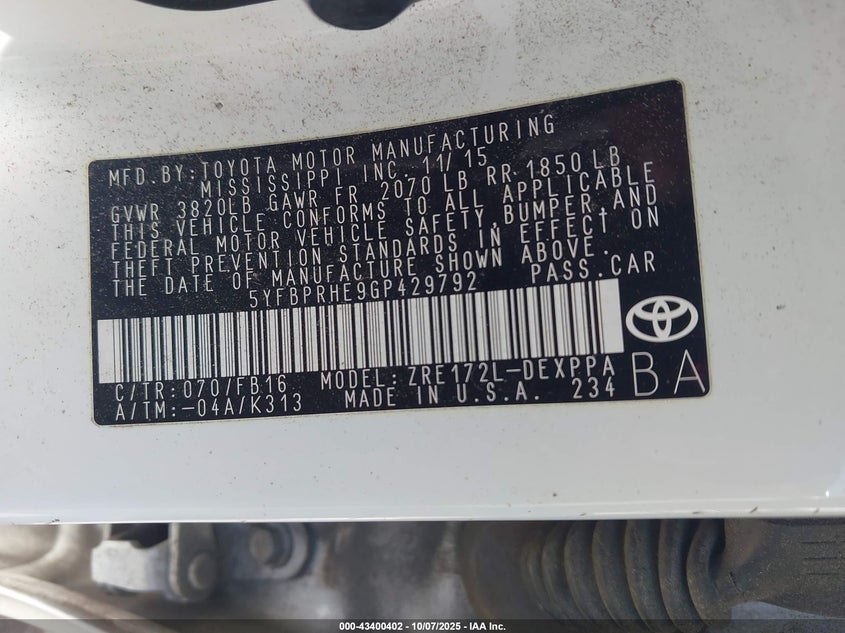 MFD.BY:TOYOTA MOTOR MANUFACTURING
MISSISSIPPI INC. 11/15
GVWR 3820LB GAWR FR 2070 LB RR 1850 LB
THIS VEHICLE CONFORMS TO ALL APPLICABLE
FEDERAL MOTOR VEHICLE SAFETY,BUMPER AND
THEFT PREVENTION STANDARDS IN EFFECT ON
THE DATE OF MANUFACTURE SHOWN ABOVE.
5YFBPRHE9GP429792 PASS.CAR
C/TR:070/FB16 MODEL:ZRE172L-DEXPPA
A/TM:-04A/K313 MADE IN U.S.A. 234
BA
000-43400402 - 10/07/2025 - IAA Inc.